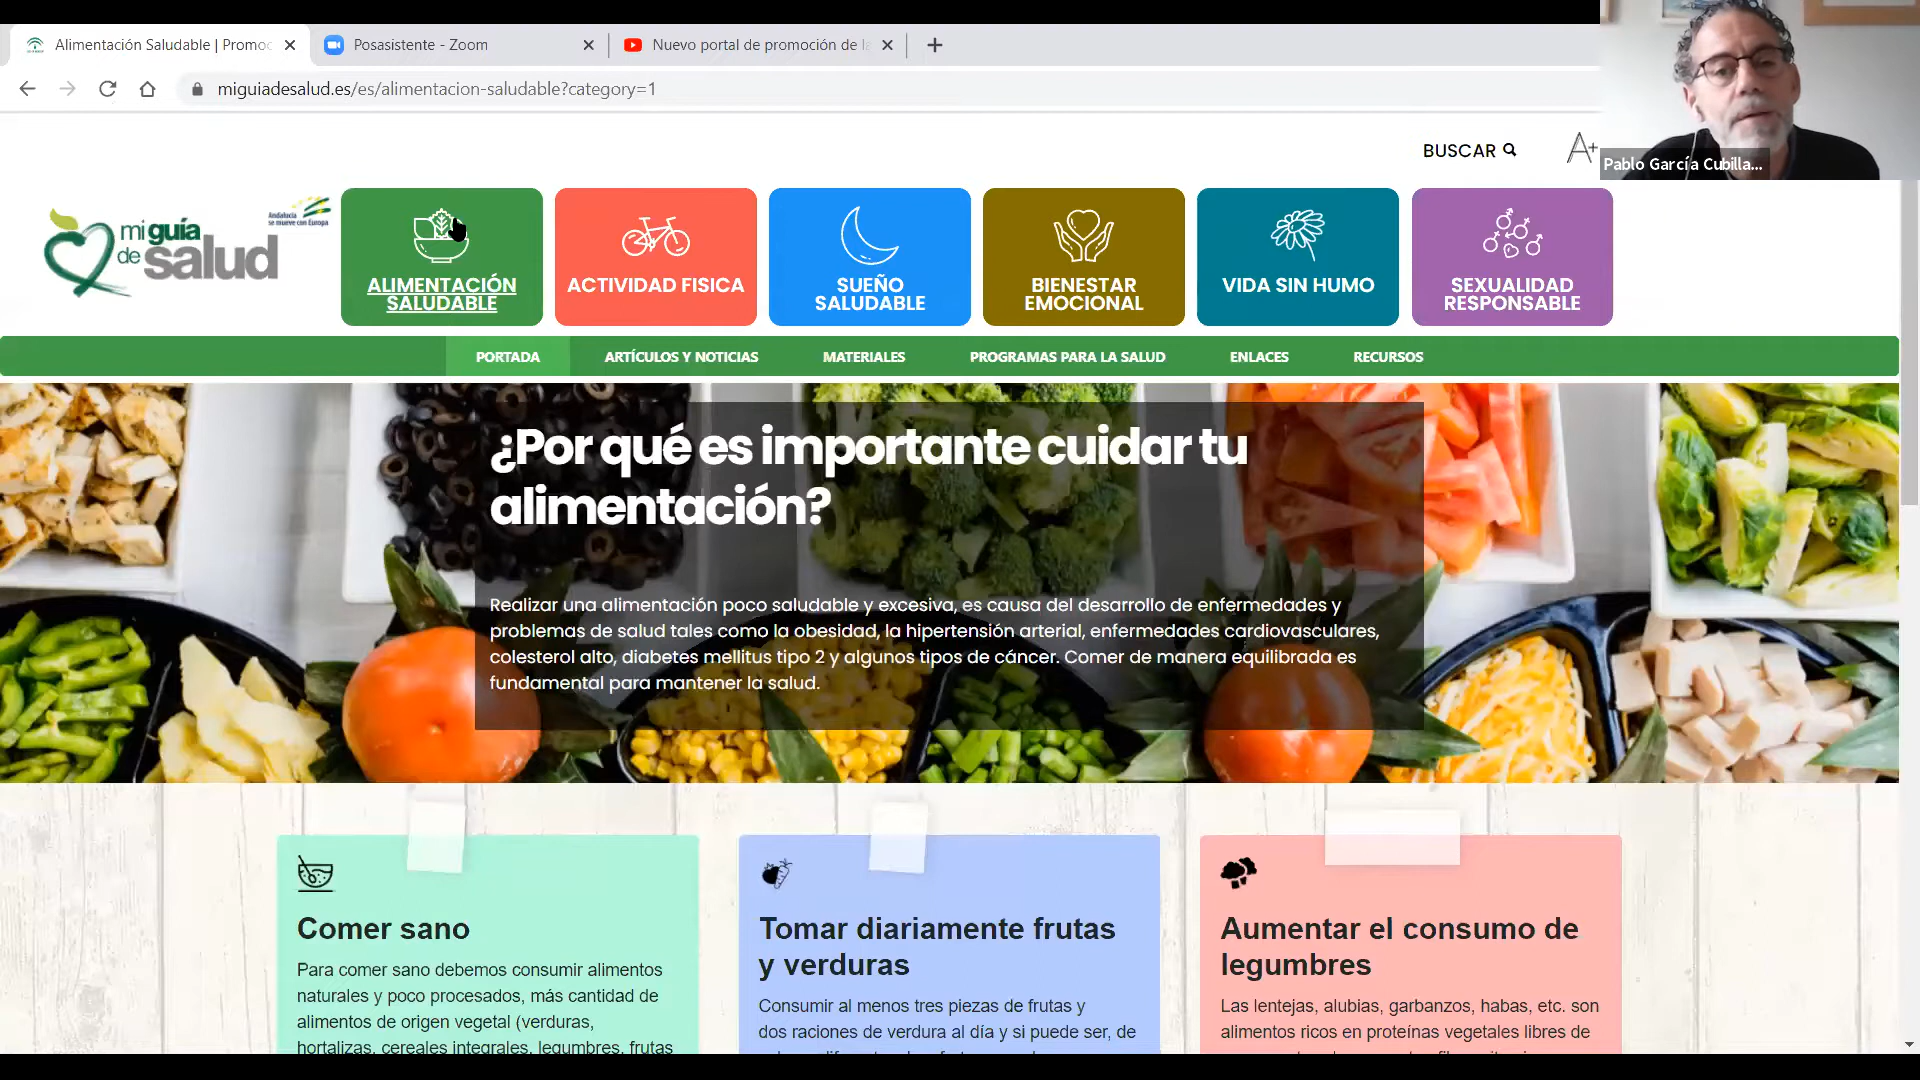 Alimentación Saludable | Promoc
Posasistente - Zoom
Nuevo portal de promoción de la
miguiadesalud.es/es/alimentacion-saludable?category=1
BUSCAR
A+
Pablo García Cubilla...
mi guía
de salud
Andalucía
se mueve con Europa
ALIMENTACIÓN
SALUDABLE
ACTIVIDAD FISICA
SUEÑO
SALUDABLE
BIENESTAR
EMOCIONAL
VIDA SIN HUMO
SEXUALIDAD
RESPONSABLE
PORTADA
ARTÍCULOS Y NOTICIAS
MATERIALES
PROGRAMAS PARA LA SALUD
ENLACES
RECURSOS
¿Por qué es importante cuidar tu
alimentación?
Realizar una alimentación poco saludable y excesiva, es causa del desarrollo de enfermedades y
problemas de salud tales como la obesidad, la hipertensión arterial, enfermedades cardiovasculares,
colesterol alto, diabetes mellitus tipo 2 y algunos tipos de cáncer. Comer de manera equilibrada es
fundamental para mantener la salud.
Comer sano
Para comer sano debemos consumir alimentos
naturales y poco procesados, más cantidad de
alimentos de origen vegetal (verduras,
hortalizas, cereales integrales, legumbres, frutas
Tomar diariamente frutas
y verduras
Consumir al menos tres piezas de frutas y
dos raciones de verdura al día y si puede ser, de
Aumentar el consumo de
legumbres
Las lentejas, alubias, garbanzos, habas, etc. son
alimentos ricos en proteínas vegetales libres de